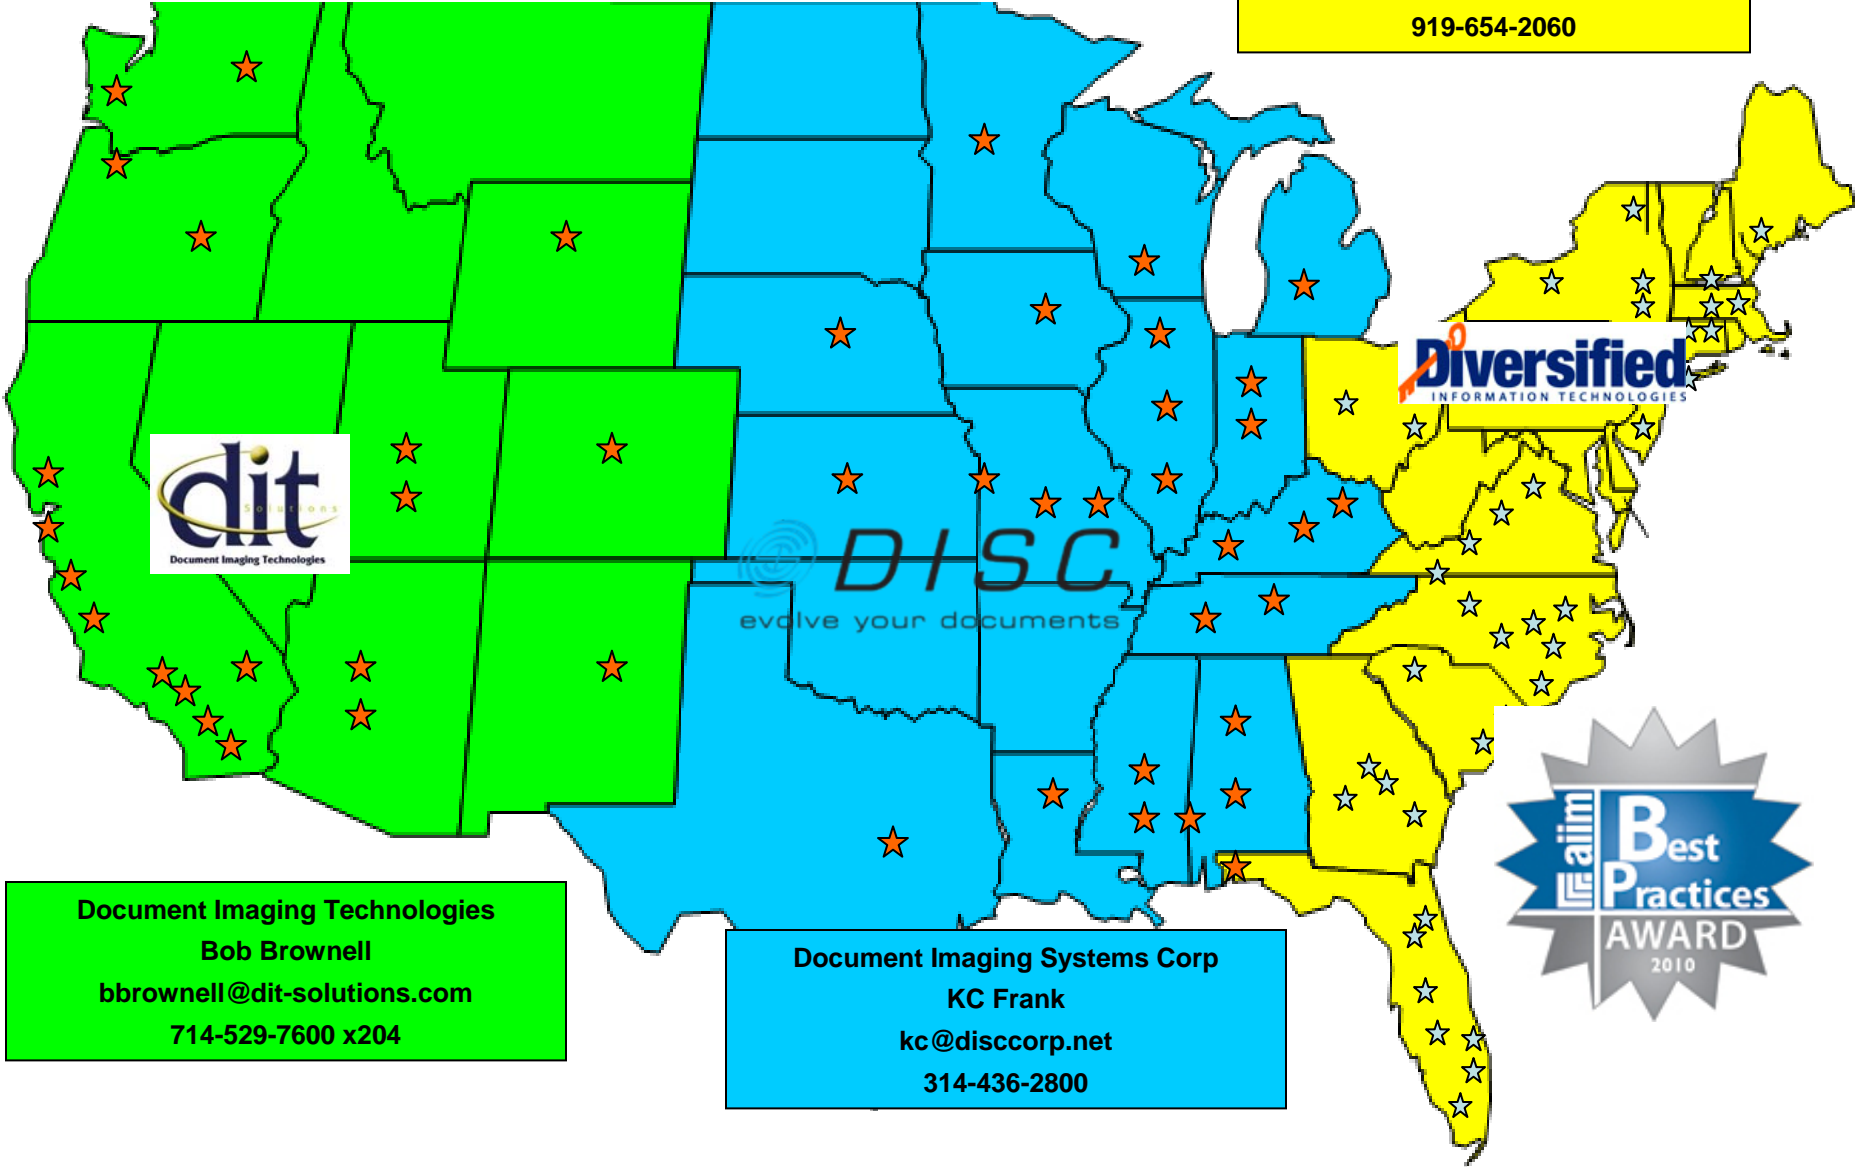 919-654-2060
Diversified
INFORMATION TECHNOLOGIES
dit
Solutions
Document Imaging Technologies
DISC
evolve your documents
aiim
Best
Practices
AWARD
2010
Document Imaging Technologies
Bob Brownell
bbrownell@dit-solutions.com
714-529-7600 x204
Document Imaging Systems Corp
KC Frank
kc@disccorp.net
314-436-2800